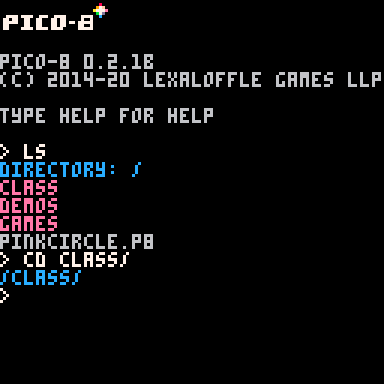 PICO-8
PICO-8 0.2.1B
(C) 2014-20 LEXALOFFLE GAMES LLP
TYPE HELP FOR HELP
> LS
DIRECTORY: /
CLASS
DEMOS
GAMES
PINKCIRCLE.P8
> CD CLASS/
/CLASS/
>